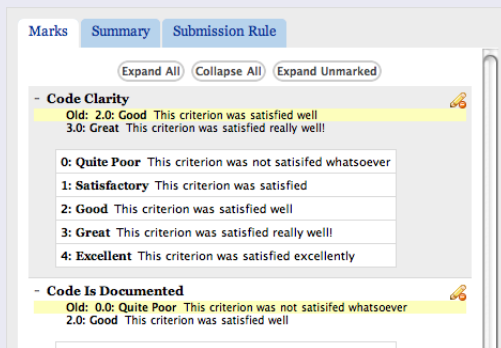 Marks Summary Submission Rule
Expand All Collapse All Expand Unmarked
- Code Clarity
Old: 2.0: Good This criterion was satisfied well
3.0: Great This criterion was satisfied really well!
0: Quite Poor This criterion was not satisifed whatsoever
1: Satisfactory This criterion was satisfied
2: Good This criterion was satisfied well
3: Great This criterion was satisfied really well!
4: Excellent This criterion was satisfied excellently
- Code Is Documented
Old: 0.0: Quite Poor This criterion was not satisifed whatsoever
2.0: Good This criterion was satisfied well